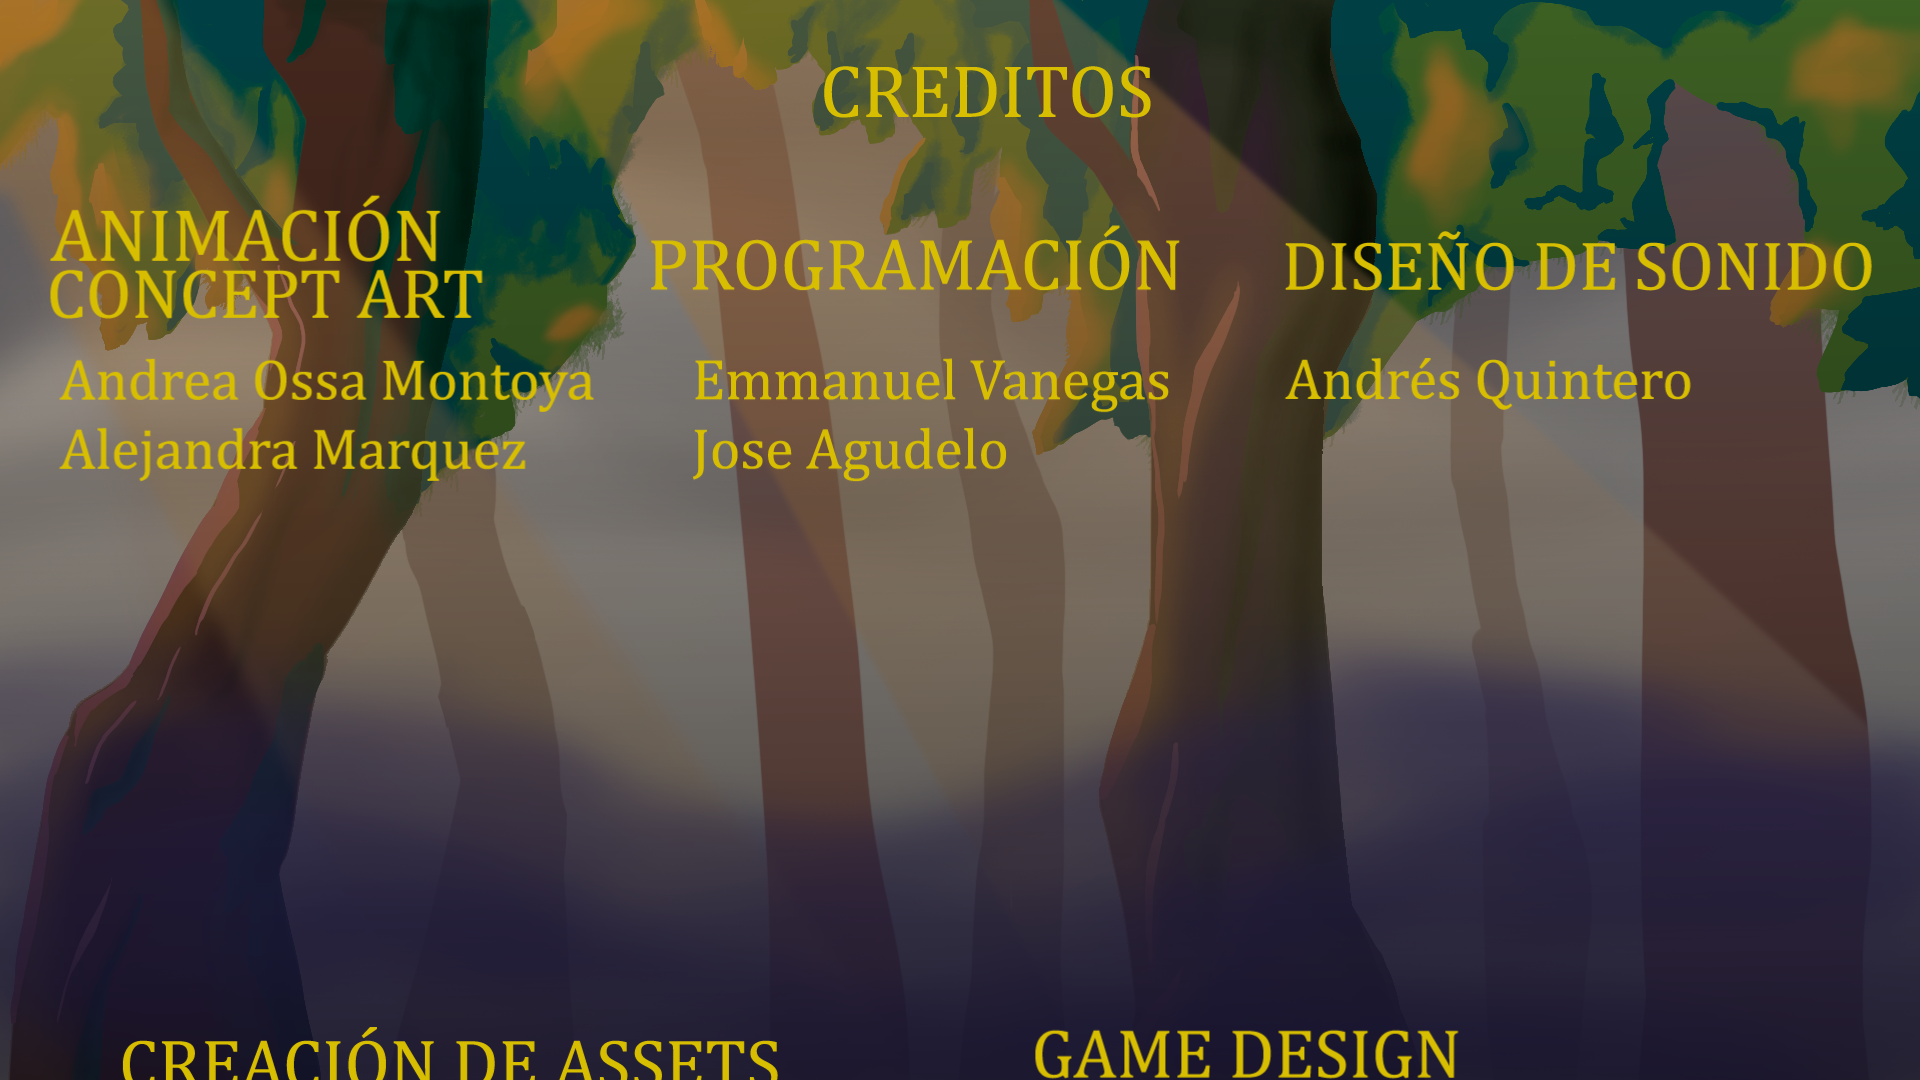 CREDITOS
ANIMACIÓN
CONCEPT ART
Andrea Ossa Montoya
Alejandra Marquez
PROGRAMACIÓN
Emmanuel Vanegas
Jose Agudelo
DISEÑO DE SONIDO
Andrés Quintero
CREACIÓN DE ASSETS
GAME DESIGN